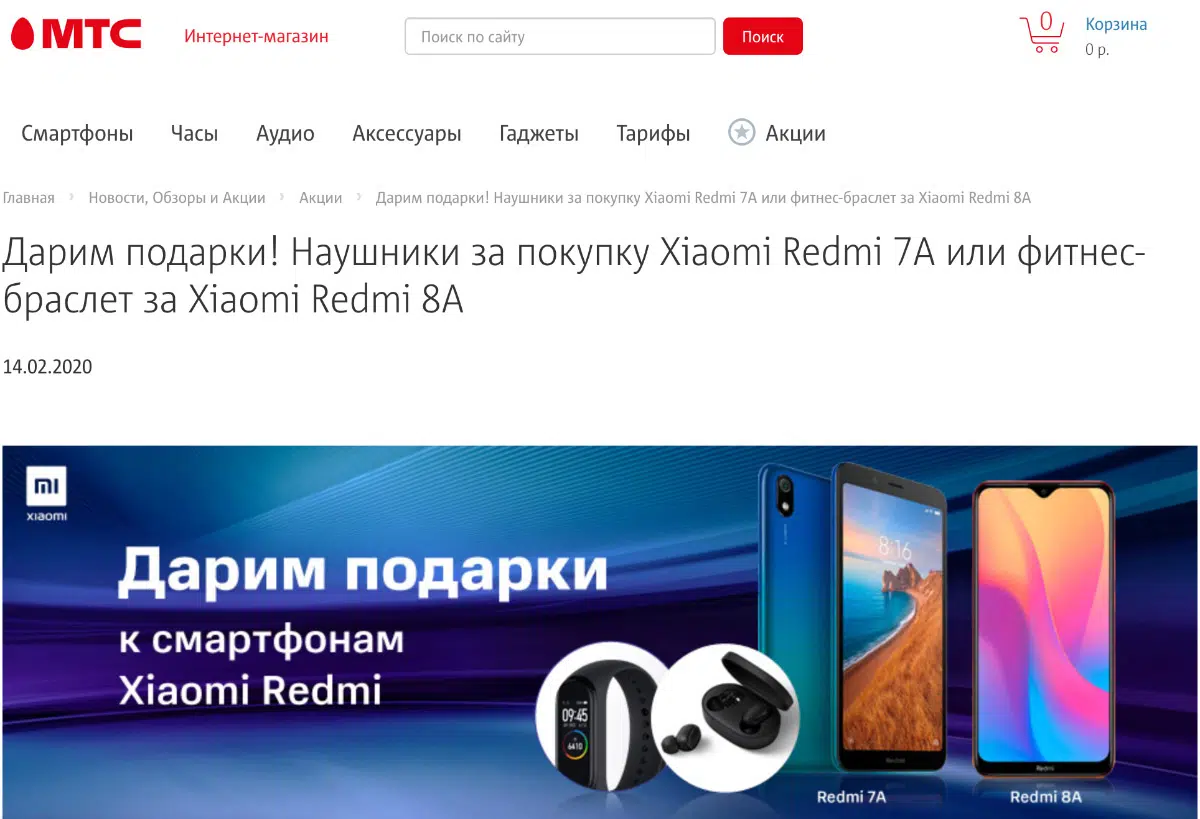 МТС
Интернет-магазин
Поиск по сайту
Поиск
0
Корзина
0 р.
Смартфоны
Часы
Аудио
Аксессуары
Гаджеты
Тарифы
Акции
Главная › Новости, Обзоры и Акции › Акции › Дарим подарки! Наушники за покупку Xiaomi Redmi 7A или фитнес-браслет за Xiaomi Redmi 8A
Дарим подарки! Наушники за покупку Xiaomi Redmi 7A или фитнес-
браслет за Xiaomi Redmi 8A
14.02.2020
mi
xiaomi
Дарим подарки
к смартфонам
Xiaomi Redmi
09:45
6410
8:16
Redmi
Redmi
Redmi 7A
Redmi 8A